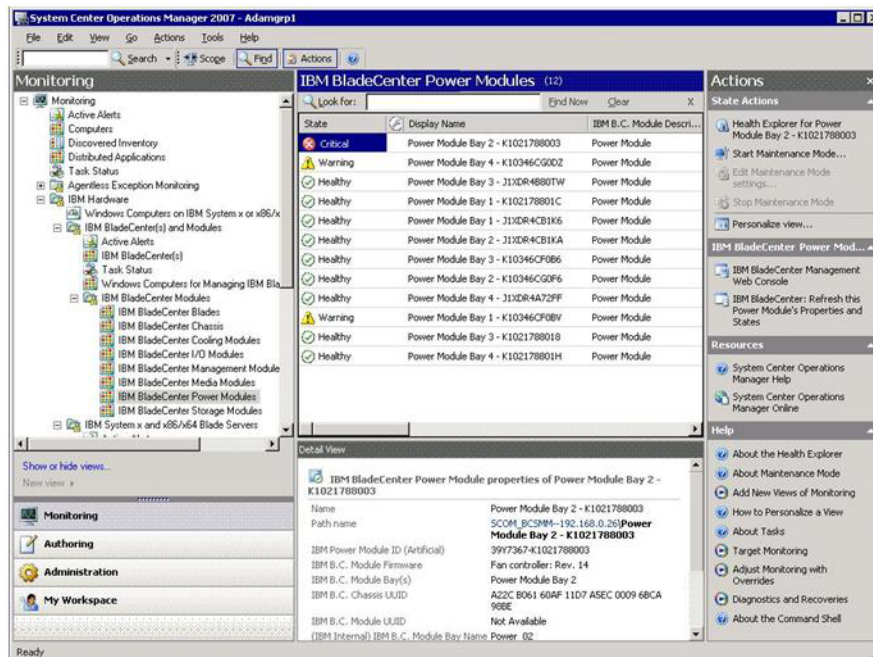 System Center Operations Manager 2007 - Adamgrp1
File Edit View Go Actions Tools Help
Search Scope Find Actions
Monitoring
Monitoring
Active Alerts
Computers
Discovered Inventory
Distributed Applications
Task Status
Agentless Exception Monitoring
IBM Hardware
Windows Computers on IBM System x or x86/x
IBM BladeCenter(s) and Modules
Active Alerts
IBM BladeCenter(s)
Task Status
Windows Computers for Managing IBM Bla
IBM BladeCenter Modules
IBM BladeCenter Blades
IBM BladeCenter Chassis
IBM BladeCenter Cooling Modules
IBM BladeCenter I/O Modules
IBM BladeCenter Management Module
IBM BladeCenter Media Modules
IBM BladeCenter Power Modules
IBM BladeCenter Storage Modules
IBM System x and x86/x64 Blade Servers
Show or hide views...
New view
Monitoring
Authoring
Administration
My Workspace
IBM BladeCenter Power Modules (12)
Look for: Find Now Clear X
State Display Name IBM B.C. Module Descri...
Critical Power Module Bay 2 - K1021788003 Power Module
Warning Power Module Bay 4 - K10346CG0DZ Power Module
Healthy Power Module Bay 3 - J1XDR4B80TW Power Module
Healthy Power Module Bay 1 - K102178801C Power Module
Healthy Power Module Bay 1 - J1XDR4CB1K6 Power Module
Healthy Power Module Bay 2 - J1XDR4CB1KA Power Module
Healthy Power Module Bay 3 - K10346CF0B6 Power Module
Healthy Power Module Bay 2 - K10346CG0F6 Power Module
Healthy Power Module Bay 4 - J1XDR4A72FF Power Module
Warning Power Module Bay 1 - K10346CF0BV Power Module
Healthy Power Module Bay 3 - K102178801B Power Module
Healthy Power Module Bay 4 - K102178801H Power Module
Detail View
IBM BladeCenter Power Module properties of Power Module Bay 2 -
K1021788003
Name Power Module Bay 2 - K1021788003
Path name SCOM_BCSMM--192.168.0.26\Power
Module Bay 2 - K1021788003
IBM Power Module ID (Artificial) 39Y7367-K1021788003
IBM B.C. Module Firmware Fan controller: Rev. 14
IBM B.C. Module Bay(s) Power Module Bay 2
IBM B.C. Chassis UUID A22C B061 60AF 11D7 A5EC 0009 6BCA
98BE
IBM B.C. Module UUID Not Available
(IBM Internal) IBM B.C. Module Bay Name Power_02
Actions x
State Actions
Health Explorer for Power
Module Bay 2 - K1021788003
Start Maintenance Mode...
Edit Maintenance Mode
settings...
Stop Maintenance Mode
Personalize view...
IBM BladeCenter Power Mod...
IBM BladeCenter Management
Web Console
IBM BladeCenter: Refresh this
Power Module's Properties and
States
Resources
System Center Operations
Manager Help
System Center Operations
Manager Online
Help
About the Health Explorer
About Maintenance Mode
Add New Views of Monitoring
How to Personalize a View
About Tasks
Target Monitoring
Adjust Monitoring with
Overrides
Diagnostics and Recoveries
About the Command Shell
Ready